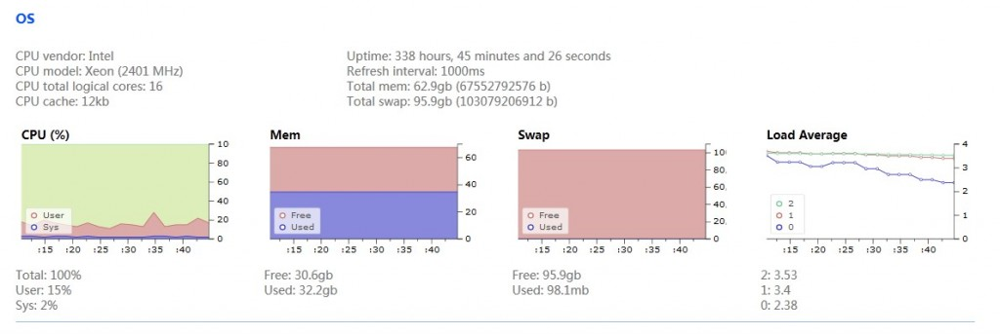 OS
CPU vendor: Intel
CPU model: Xeon (2401 MHz)
CPU total logical cores: 16
CPU cache: 12kb
Uptime: 338 hours, 45 minutes and 26 seconds
Refresh interval: 1000ms
Total mem: 62.9gb (67552792576 b)
Total swap: 95.9gb (103079206912 b)
CPU (%)
10
80
60
40
20
0
User
Sys
:15
:20
:30
:35
:40
Total: 100%
User: 15%
Sys: 2%
Mem
60
40
20
0
Free
Used
:15
:20
:30
:35
:40
Free: 30.6gb
Used: 32.2gb
Swap
10
80
60
40
20
0
Free
Used
:15
:20
:30
:35
:40
Free: 95.9gb
Used: 98.1mb
Load Average
4
3
2
1
0
2
1
0
:15
:20
:30
:35
:40
2: 3.53
1: 3.4
0: 2.38